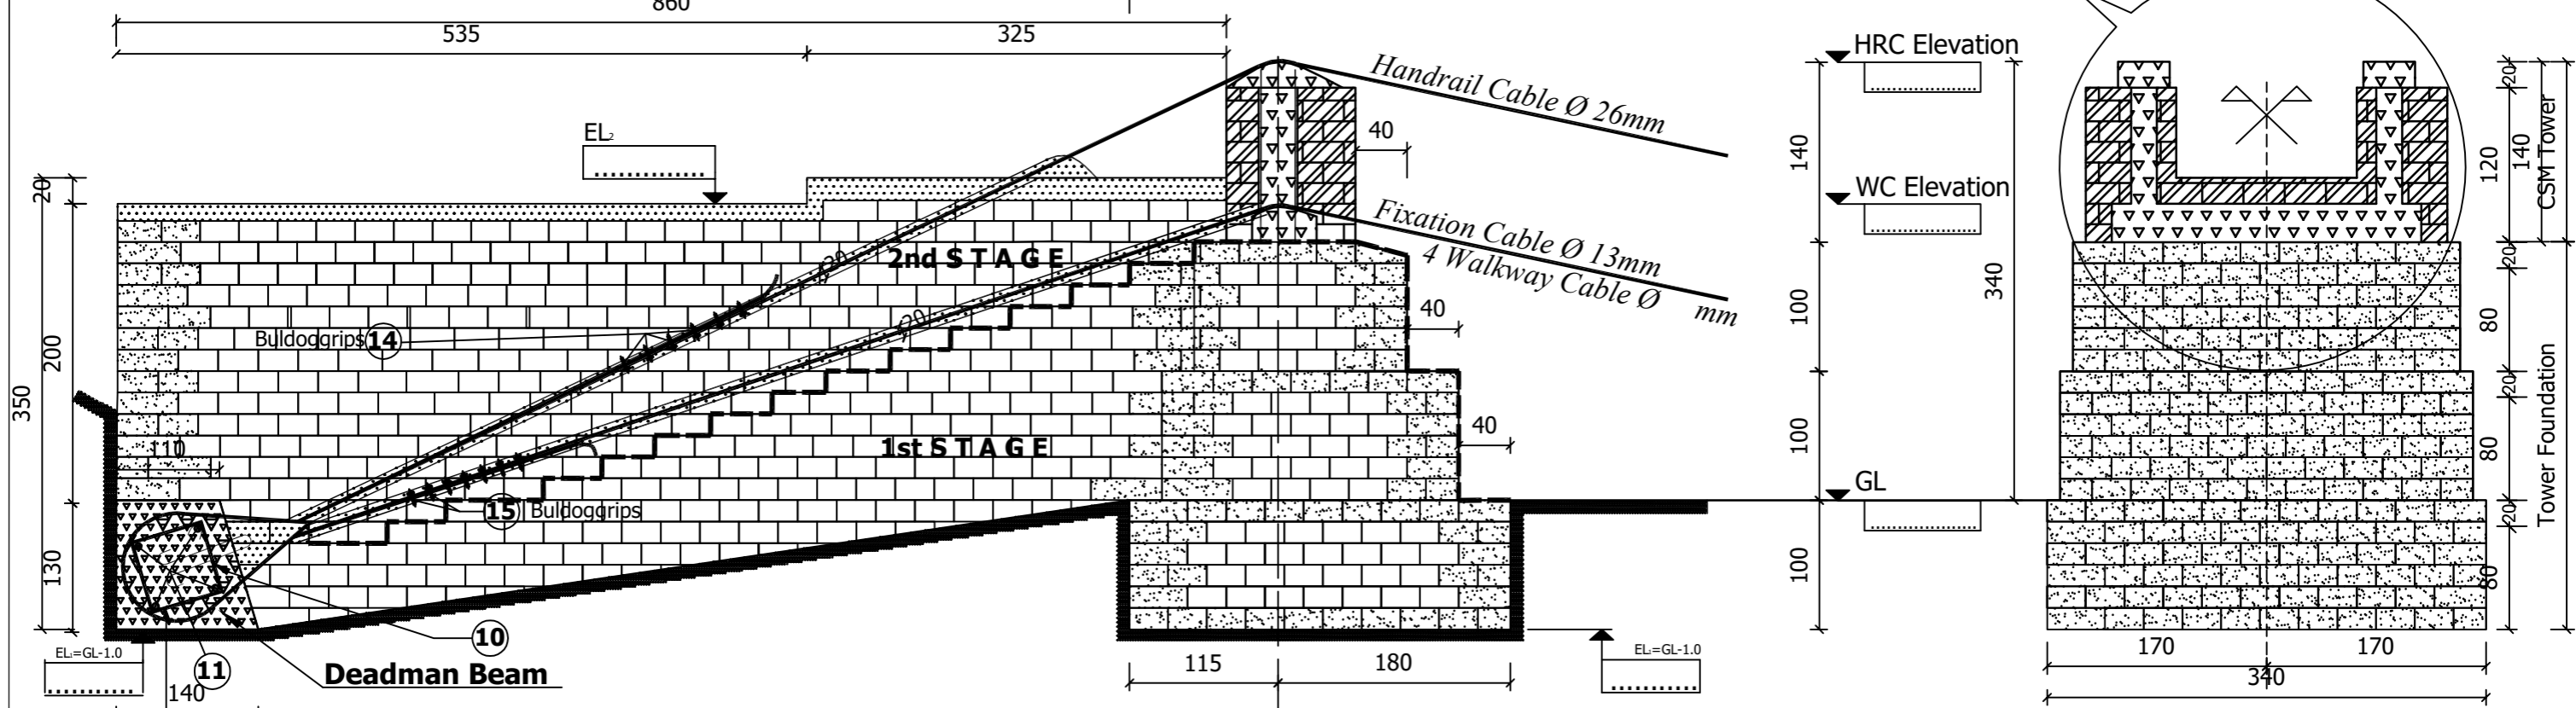 860
535
325
HRC Elevation
Handrail Cable Ø 26mm
20
EL2
40
140
120
140
CSM Tower
20
WC Elevation
Fixation Cable Ø 13mm
4 Walkway Cable Ø mm
2nd S T A G E
120
340
20
40
100
80
Buldoggrips
14
120
200
350
20
Tower Foundation
110
1st S T A G E
40
100
80
GL
15
Buldoggrips
20
130
100
80
10
EL1=GL-1.0
11
Deadman Beam
140
115
180
EL1=GL-1.0
170
170
340